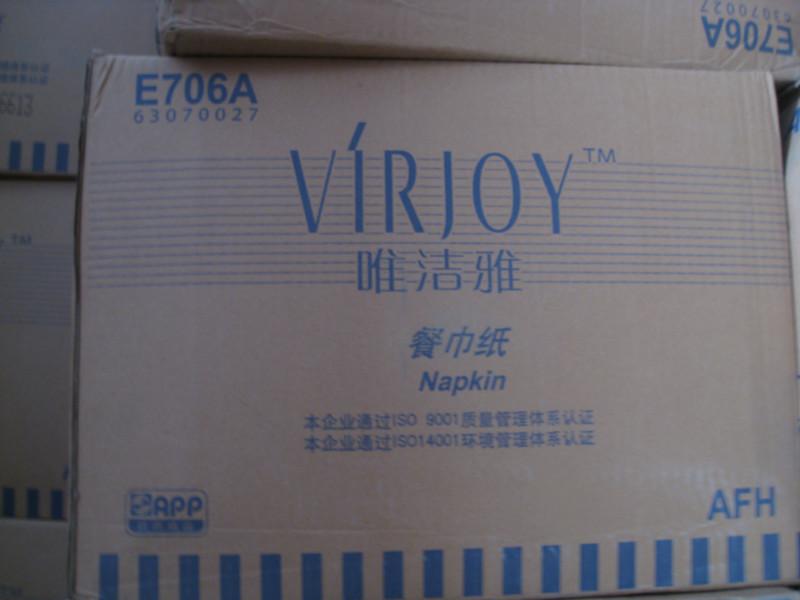 E706A
63070027
E706A
63070027
6613
VÍRJOY™
唯洁雅
TM
餐巾纸
Napkin
本企业通过ISO 9001质量管理体系认证
本企业通过ISO14001环境管理体系认证
APP
AFH